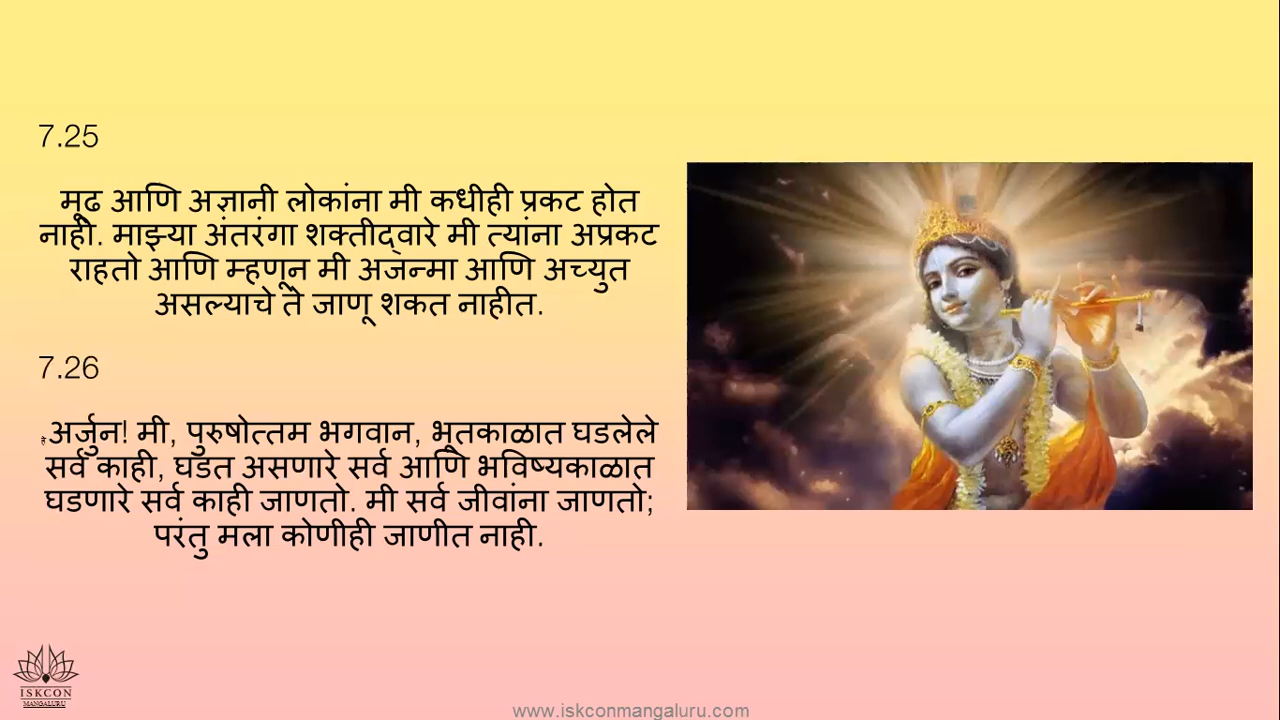 7.25
मूढ आणि अज्ञानी लोकांना मी कधीही प्रकट होत
नाही. माझ्या अंतरंगा शक्तीद्वारे मी त्यांना अप्रकट
राहतो आणि म्हणून मी अजन्मा आणि अच्युत
असल्याचे ते जाणू शकत नाहीत.
7.26
हे अर्जुन! मी, पुरुषोत्तम भगवान, भूतकाळात घडलेले
सर्व काही, घडत असणारे सर्व आणि भविष्यकाळात
घडणारे सर्व काही जाणतो. मी सर्व जीवांना जाणतो;
परंतु मला कोणीही जाणीत नाही.
ISKCON
MANGALURU
www.iskconmangaluru.com